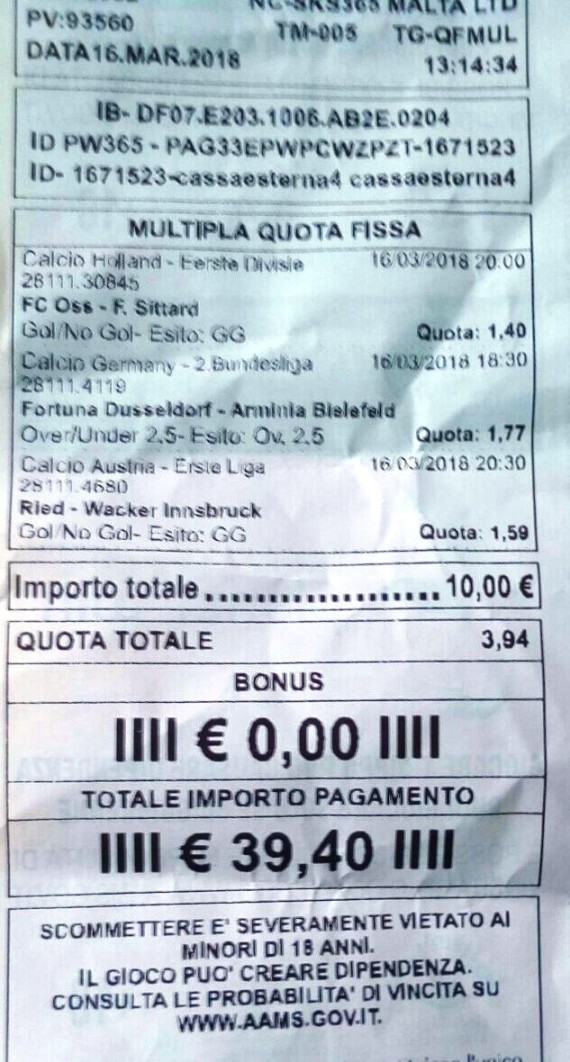 NC-SKS365 MALTA LTD
PV:93560 TM-005 TG-QFMUL
DATA16.MAR.2018 13:14:34
IB- DF07.E203.1006.AB2E.0204
ID PW365 - PAG33EPWPCWZPZT-1671523
ID- 1671523-cassaesterna4 cassaesterna4
MULTIPLA QUOTA FISSA
Calcio Holland - Eerste Divisie 16/03/2018 20:00
28111.30845
FC Oss - F. Sittard
Gol/No Gol- Esito: GG Quota: 1,40
Calcio Germany - 2.Bundesliga 16/03/2018 18:30
28111.4119
Fortuna Dusseldorf - Arminia Bielefeld
Over/Under 2,5- Esito: Ov, 2,5 Quota: 1,77
Calcio Austria - Erste Liga 16/03/2018 20:30
28111.4680
Ried - Wacker Innsbruck
Gol/No Gol- Esito: GG Quota: 1,59
Importo totale.....................10,00 €
QUOTA TOTALE 3,94
BONUS
IIII € 0,00 IIII
TOTALE IMPORTO PAGAMENTO
IIII € 39,40 IIII
SCOMMETTERE E' SEVERAMENTE VIETATO AI
MINORI DI 18 ANNI.
IL GIOCO PUO' CREARE DIPENDENZA.
CONSULTA LE PROBABILITA' DI VINCITA SU
WWW.AAMS.GOV.IT.